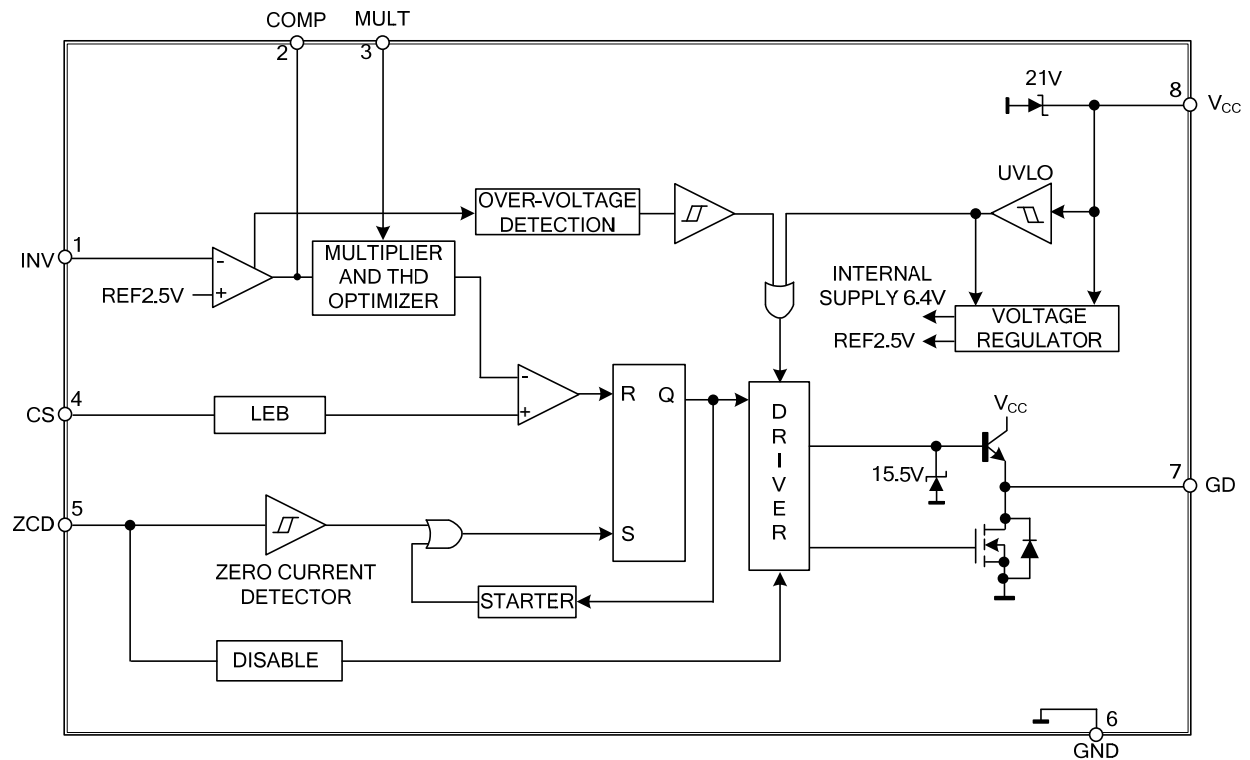 COMP
MULT
2
3
21V
8
VCC
UVLO
OVER-VOLTAGE
DETECTION
1
INV
-
+
REF2.5V
MULTIPLIER
AND THD
OPTIMIZER
INTERNAL
SUPPLY 6.4V
REF2.5V
VOLTAGE
REGULATOR
4
CS
LEB
-
+
R
Q
S
DRIVER
VCC
15.5V
7
GD
5
ZCD
ZERO CURRENT
DETECTOR
STARTER
DISABLE
6
GND